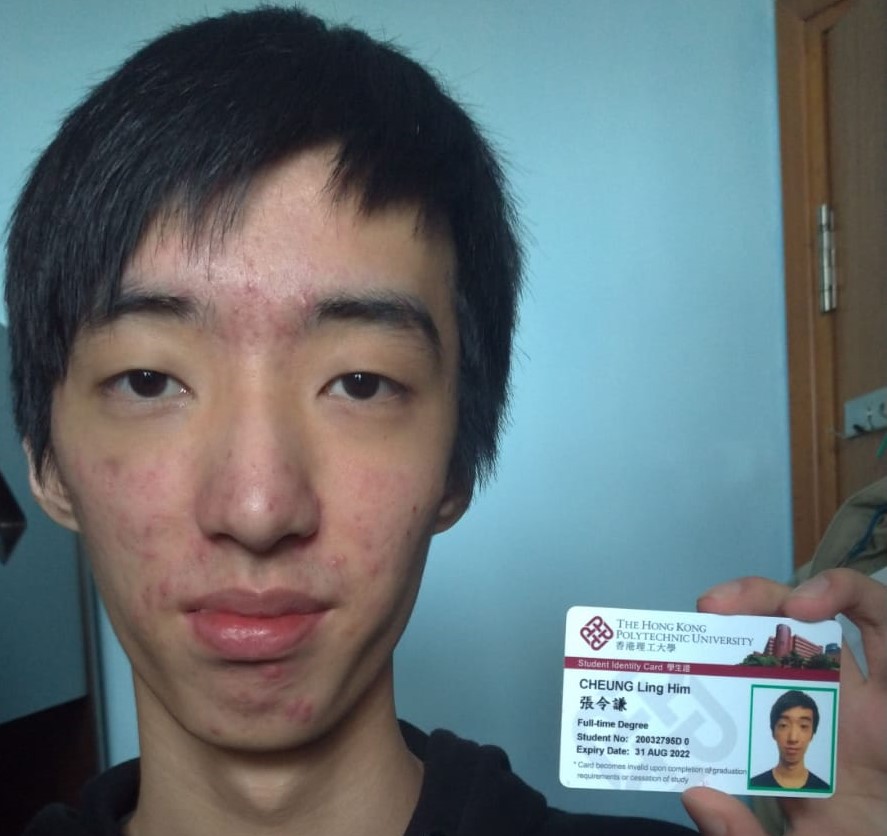 THE HONG KONG
POLYTECHNIC UNIVERSITY
香港理工大學
Student Identity Card 學生證
CHEUNG Ling Him
張令謙
Full-time Degree
Student No: 20032795D 0
Expiry Date: 31 AUG 2022
* Card becomes invalid upon completion of graduation
requirements or cessation of study